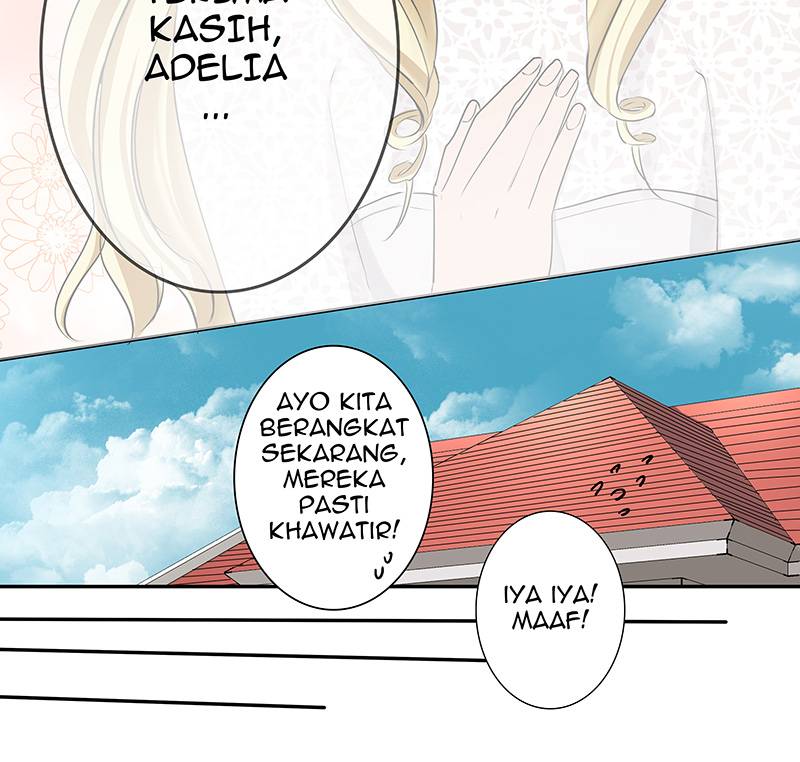 KASIH,
ADELIA
...
AYO KITA
BERANGKAT
SEKARANG,
MEREKA
PASTI
KHAWATIR!
IYA IYA!
MAAF!